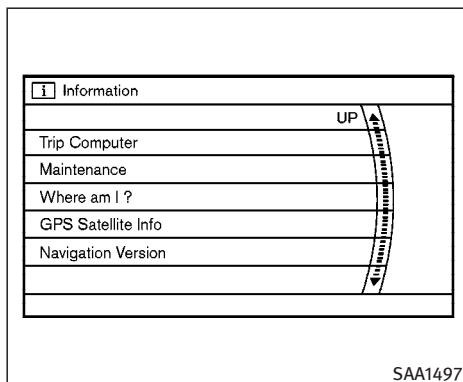 i Information
UP
Trip Computer
Maintenance
Where am I ?
GPS Satellite Info
Navigation Version
SAA1497